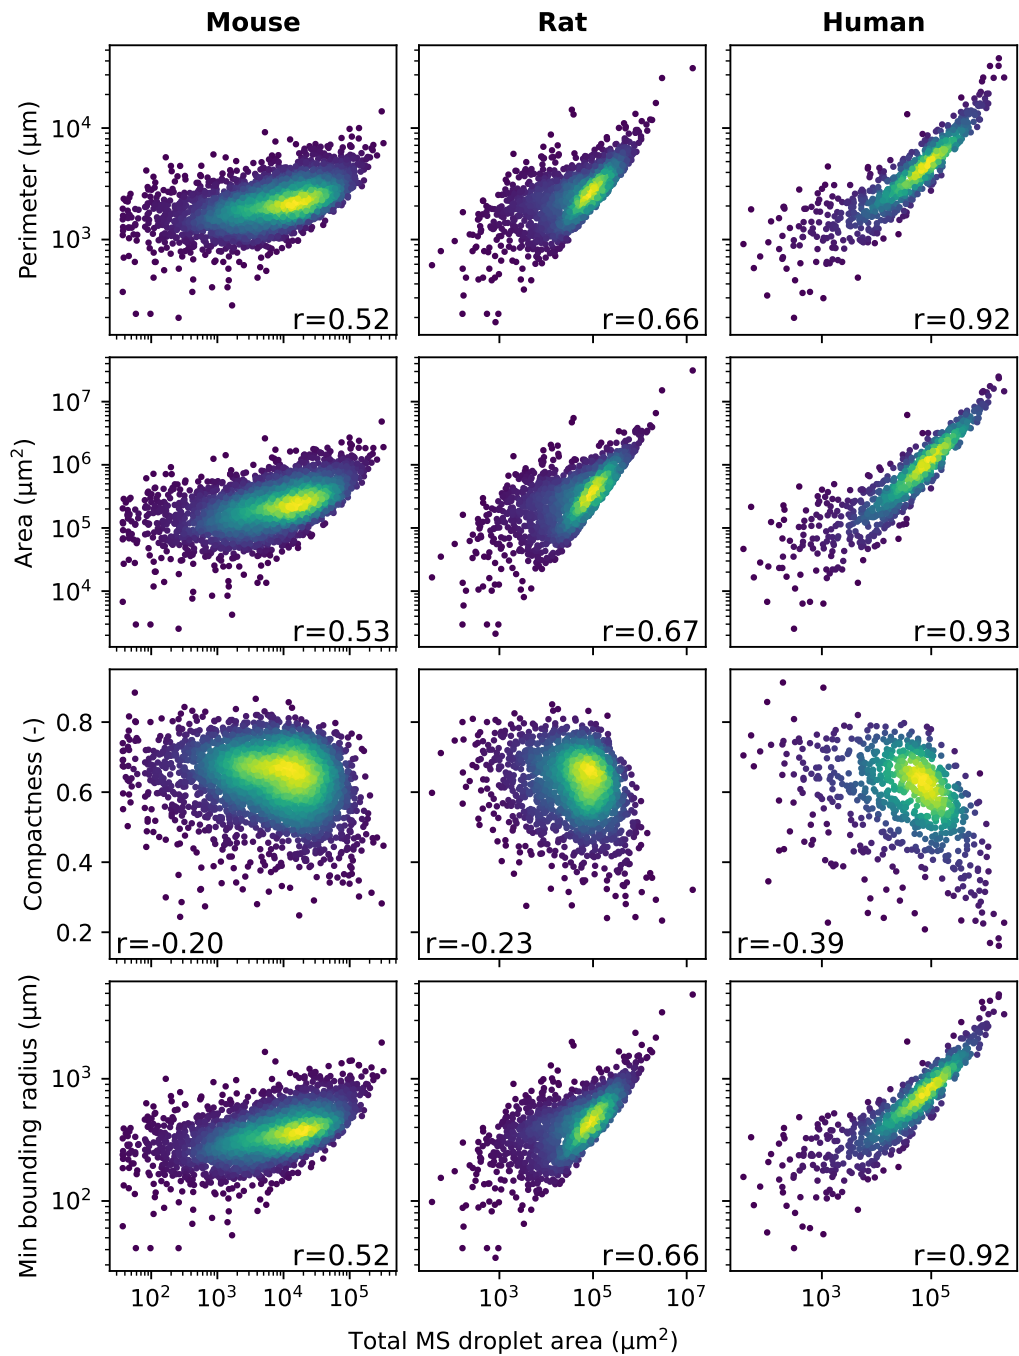 Mouse Rat Human
Perimeter (µm)
10⁴
10³
r=0.52 r=0.66 r=0.92
Area (µm²)
10⁷
10⁶
10⁵
10⁴
r=0.53 r=0.67 r=0.93
Compactness (-)
0.8
0.6
0.4
0.2
r=-0.20 r=-0.23 r=-0.39
Min bounding radius (µm)
10³
10²
r=0.52 r=0.66 r=0.92
10² 10³ 10⁴ 10⁵ 10³ 10⁵ 10⁷ 10³ 10⁵
Total MS droplet area (µm²)